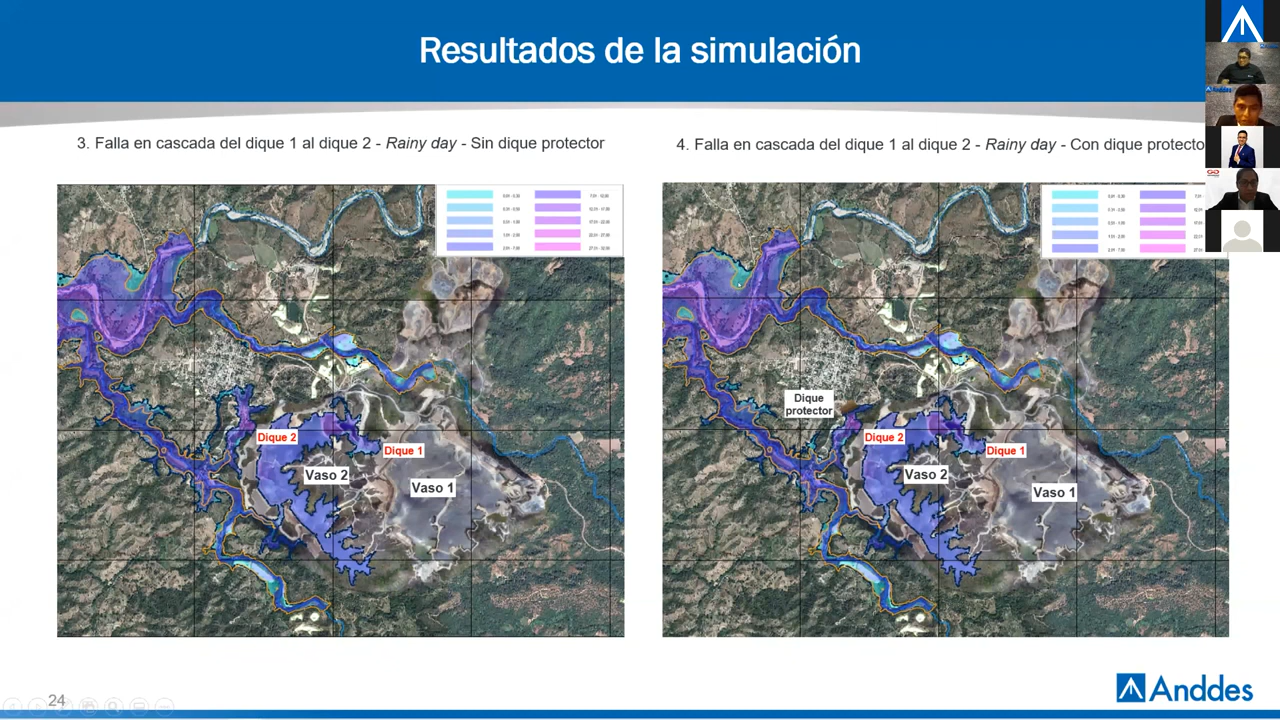 Resultados de la simulación
3. Falla en cascada del dique 1 al dique 2 - Rainy day - Sin dique protector
4. Falla en cascada del dique 1 al dique 2 - Rainy day - Con dique protecto
Dique 2
Dique 1
Vaso 2
Vaso 1
Dique
protector
Dique 2
Dique 1
Vaso 2
Vaso 1
24
Anddes
Anddes